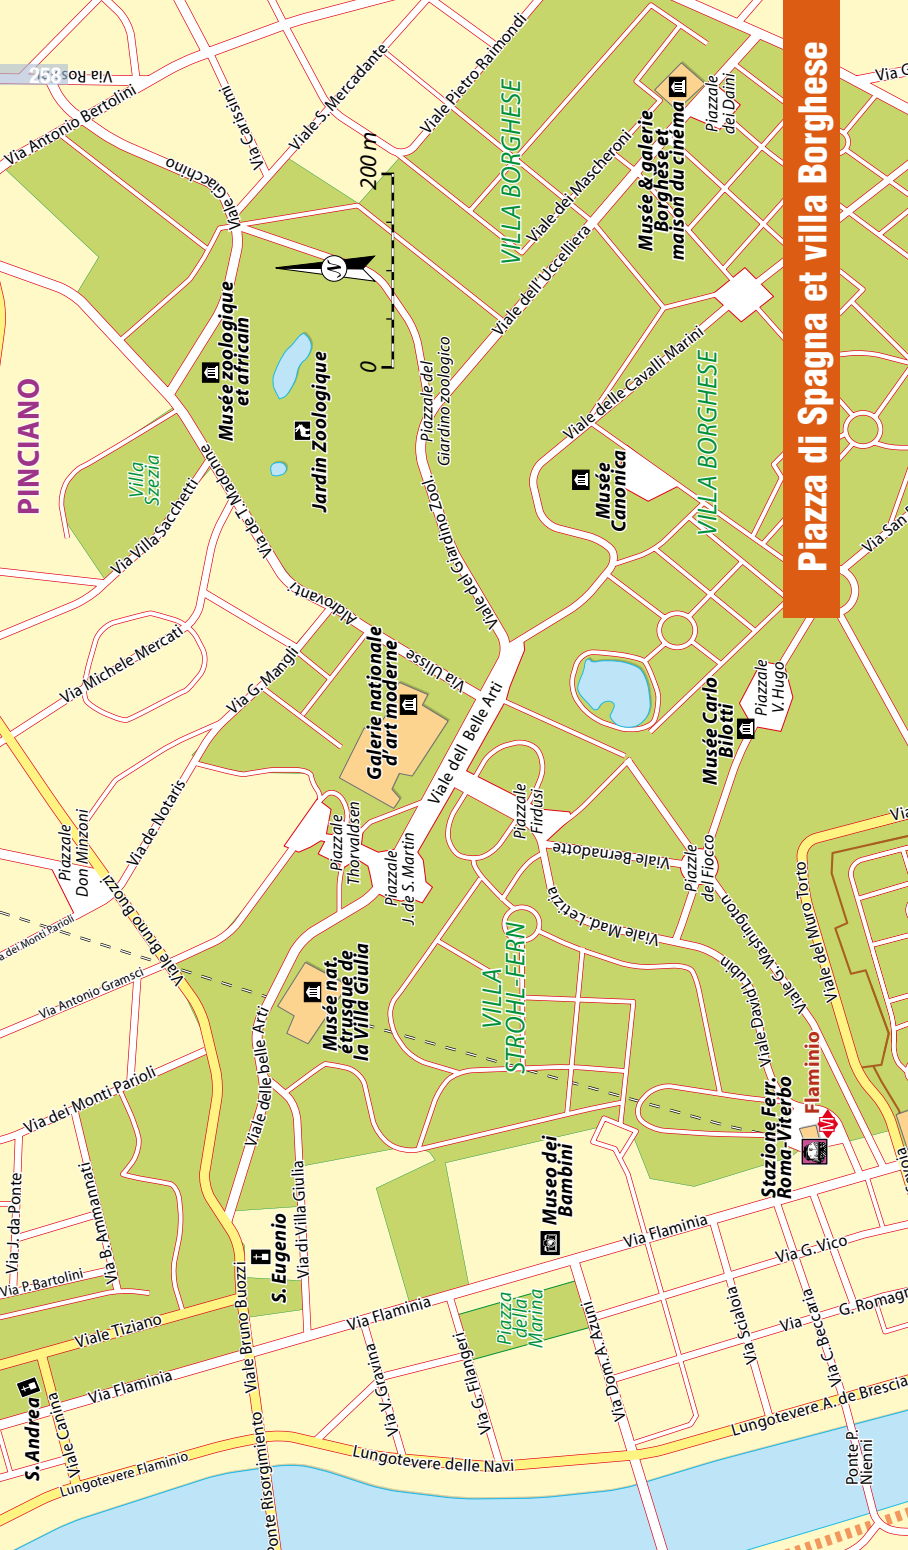 Piazza di Spagna et villa Borghese
258
Via Antonio Bertolini
Viale Giacchino
Via Carissimi
Viale S. Mercadante
Viale Pietro Raimondi
VILLA BORGHESE
Viale dei Mascheroni
Viale dell'Uccelliera
Musée & galerie
Borghese et
maison du cinéma
Piazzale
dei Daini
0
200 m
N
PINCIANO
Musée zoologique
et africain
Jardin Zoologique
Villa
Szezia
Via Villa Sacchetti
Via de T. Madonne
Piazzale del
Giardino zoologico
Viale delle Cavalli Marini
Musée
Canonica
VILLA BORGHESE
Viale del Giardino Zool.
Aldrovanti
Via Ulisse
Via Michele Mercati
Via G. Mangli
Galerie nationale
d'art moderne
Viale dell Belle Arti
Musée Carlo
Bilotti
Piazzale
V. Hugo
Piazzale
Don Minzoni
Via de Notaris
Piazzale
Thorvaldsen
Piazzale
J. de S. Martin
Piazzale
Firdusi
Viale Bernadotte
Piazzle
del Fiocco
Viale Bruno Buozzi
Via Antonio Gramsci
Viale Mad. Letizia
Viale G. Washington
Viale David Lubin
Viale del Muro Torto
VILLA
STROHL-FERN
Musée nat.
étrusque de
la Villa Giulia
Viale delle belle Arti
Via dei Monti Parioli
Flaminio
M
Stazione Ferr.
Roma-Viterbo
Museo dei
Bambini
Via J. da Ponte
Via B. Ammannati
Via P. Bartolini
Viale Tiziano
S. Eugenio
Via di Villa Giulia
Viale Bruno Buozzi
Via Flaminia
Via Flaminia
Via Flaminia
Piazza
della
Marina
Via G. Vico
Via Scialoia
Via C. Beccaria
S. Andrea
Viale Canina
Via V. Gravina
Via G. Filangeri
Via Dom. A. Azuni
Lungotevere Flaminio
Lungotevere delle Navi
Lungotevere A. de Brescia
Ponte P.
Nienni